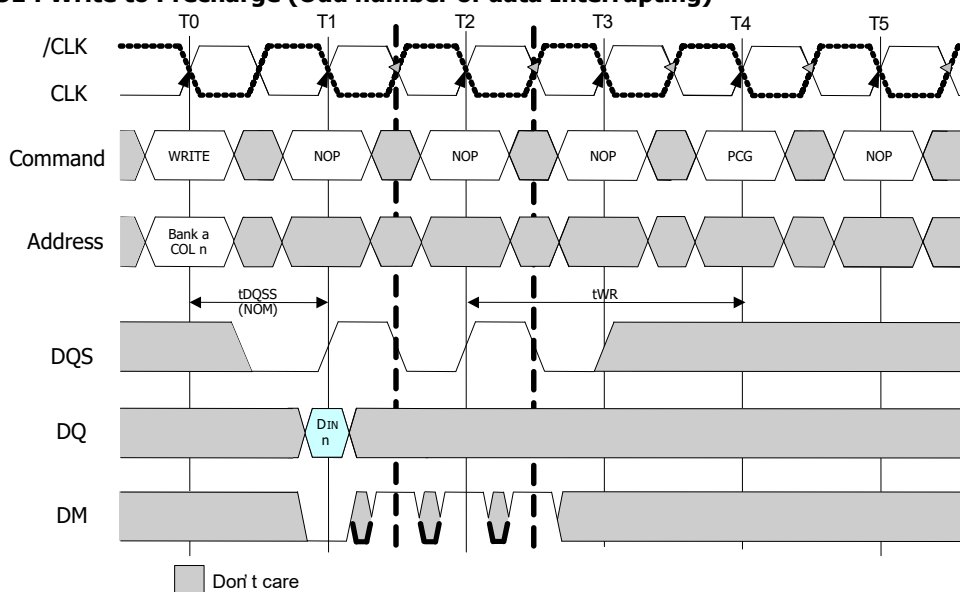 Write to Precharge (Odd number of data Interrupting)
T0 T1 T2 T3 T4 T5
/CLK
CLK
Command WRITE NOP NOP NOP PCG NOP
Address Bank a
COL n
tDQSS tWR
(NOM)
DQS
DQ DIN
n
DM
Don't care